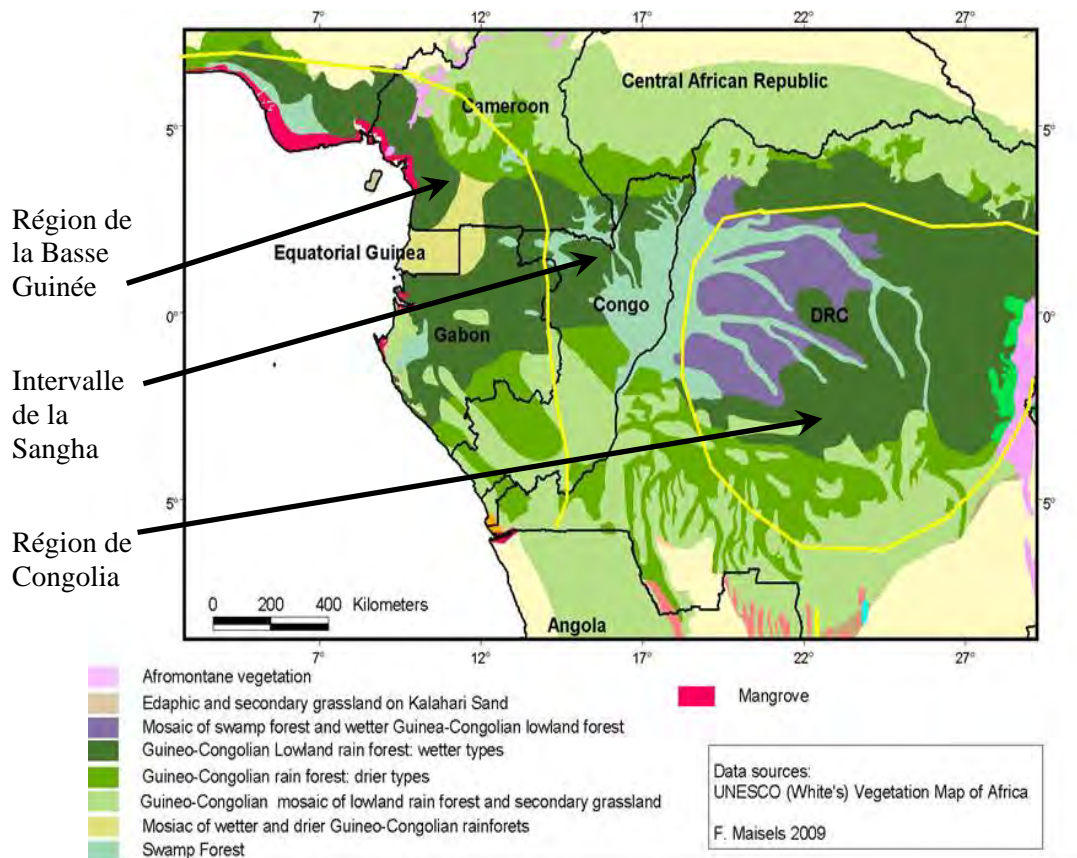 7° 12° 17° 22° 27°
Central African Republic
Cameroon
5° 5°
Région de
la Basse
Guinée
Equatorial Guinea
Congo
DRC
0° 0°
Gabon
Intervalle
de la
Sangha
5° 5°
Région de
Congolia
0 200 400 Kilometers
Angola
7° 12° 17° 22° 27°
Afromontane vegetation
Edaphic and secondary grassland on Kalahari Sand
Mosaic of swamp forest and wetter Guinea-Congolian lowland forest
Guineo-Congolian Lowland rain forest: wetter types
Guineo-Congolian rain forest: drier types
Guineo-Congolian mosaic of lowland rain forest and secondary grassland
Mosiac of wetter and drier Guineo-Congolian rainforets
Swamp Forest
Mangrove
Data sources:
UNESCO (White's) Vegetation Map of Africa
F. Maisels 2009